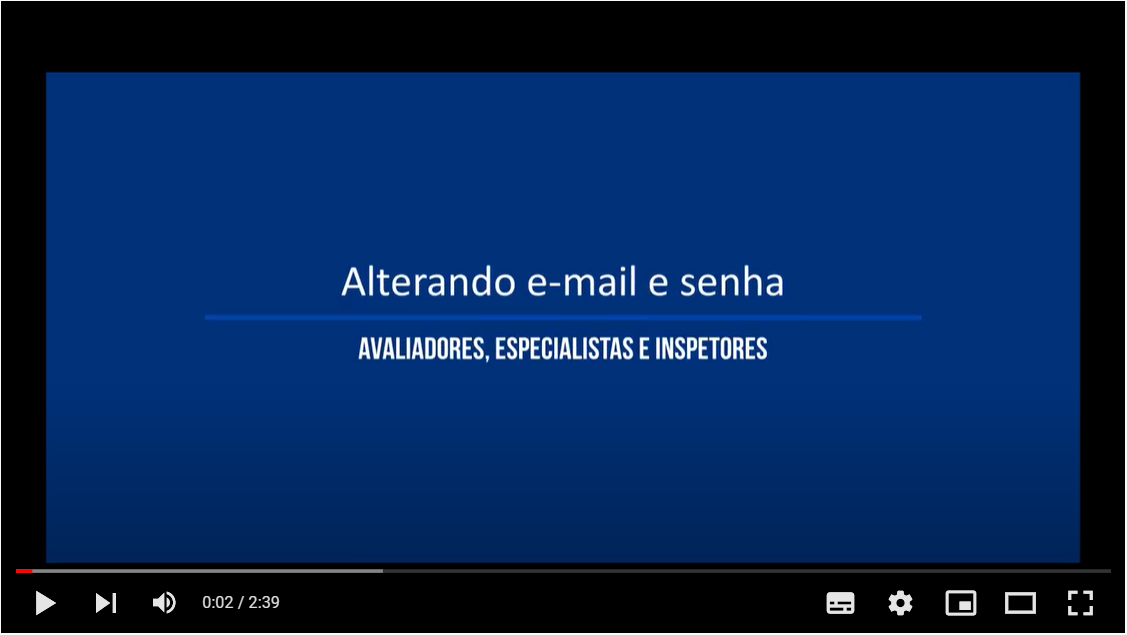 Alterando e-mail e senha
AVALIADORES, ESPECIALISTAS E INSPETORES
0:02 / 2:39